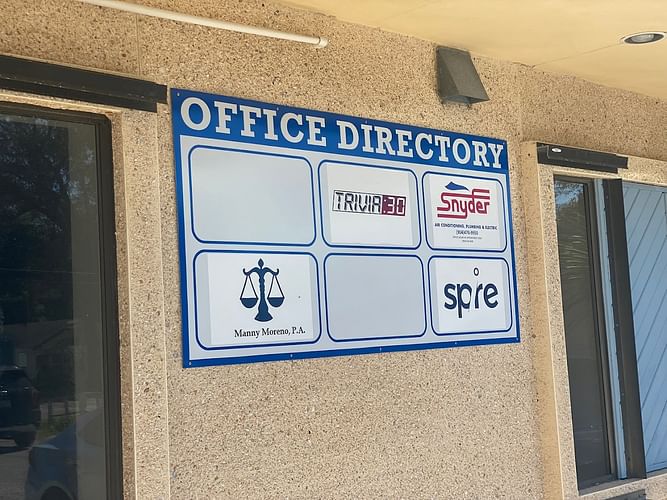 OFFICE DIRECTORY
TRIVIA:30
Snyder
AIR CONDITIONING, PLUMBING & ELECTRIC
Manny Moreno, P.A.
spire